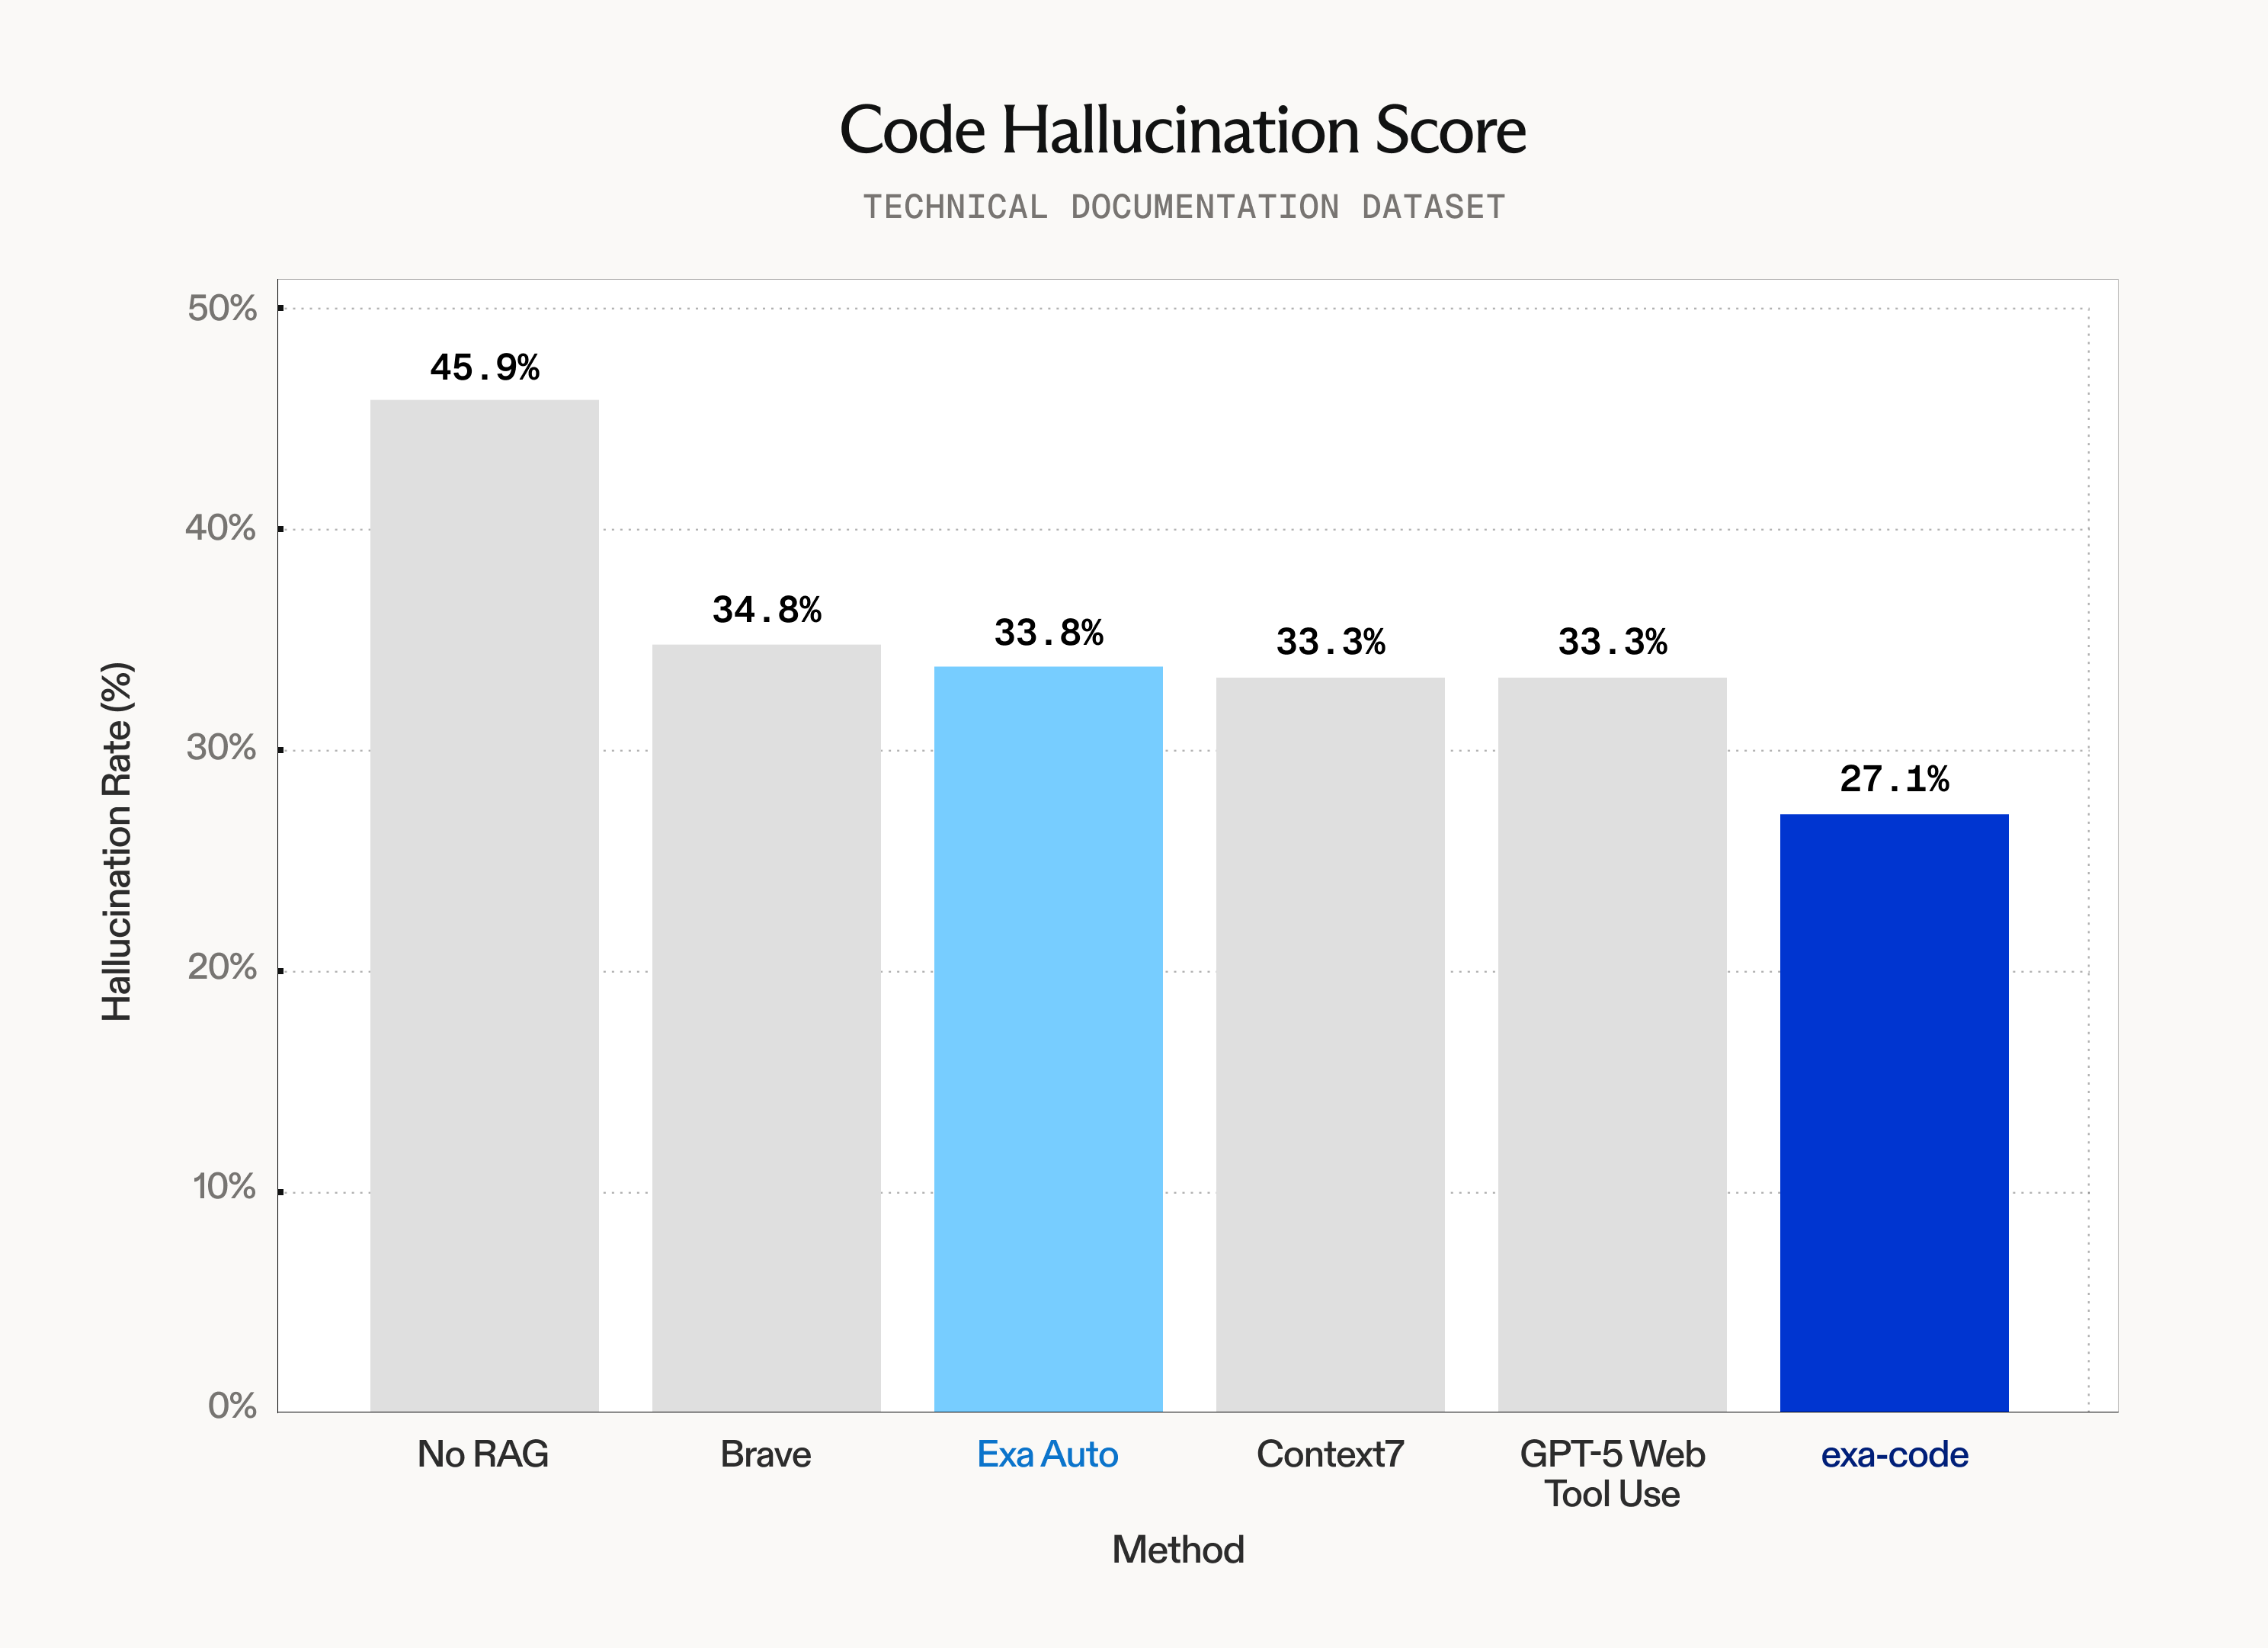 Code Hallucination Score
TECHNICAL DOCUMENTATION DATASET
Hallucination Rate (%)
50%
40%
30%
20%
10%
0%
45.9%
34.8%
33.8%
33.3%
33.3%
27.1%
No RAG
Brave
Exa Auto
Context7
GPT-5 Web
Tool Use
exa-code
Method